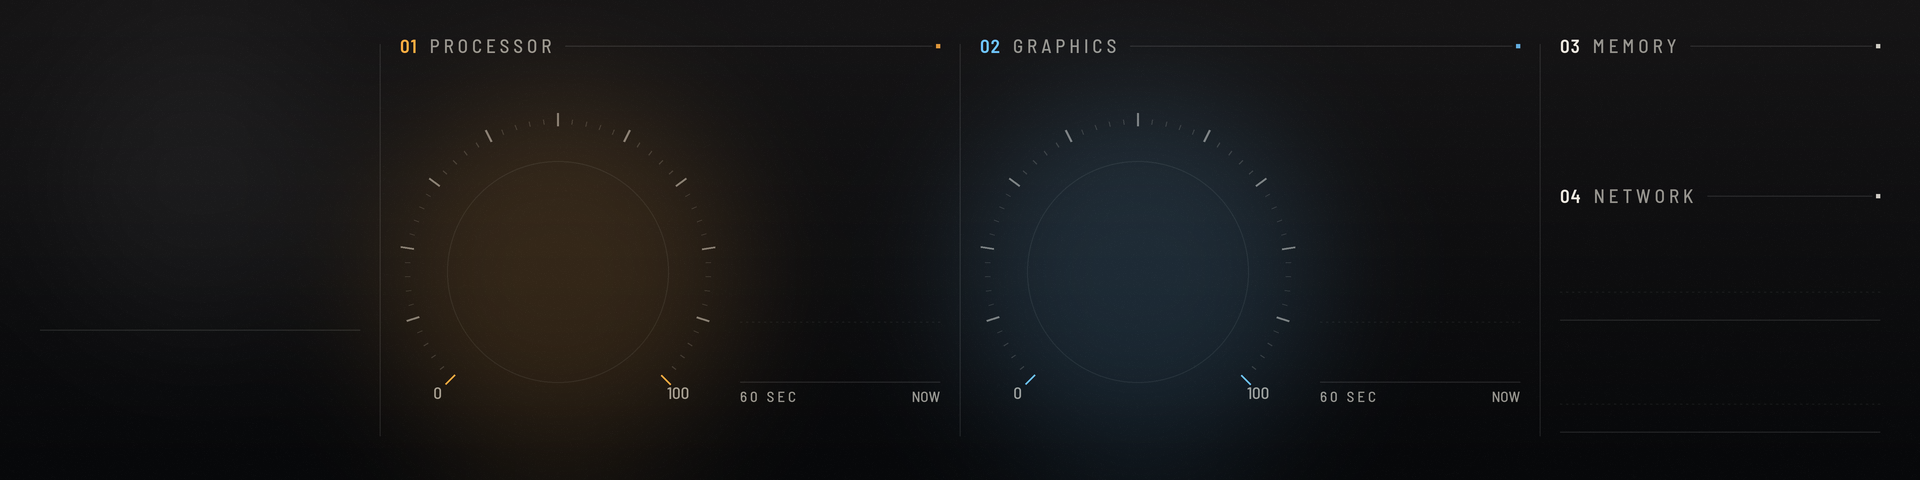 01 PROCESSOR
02 GRAPHICS
03 MEMORY
04 NETWORK
0
100
60 SEC
NOW
0
100
60 SEC
NOW